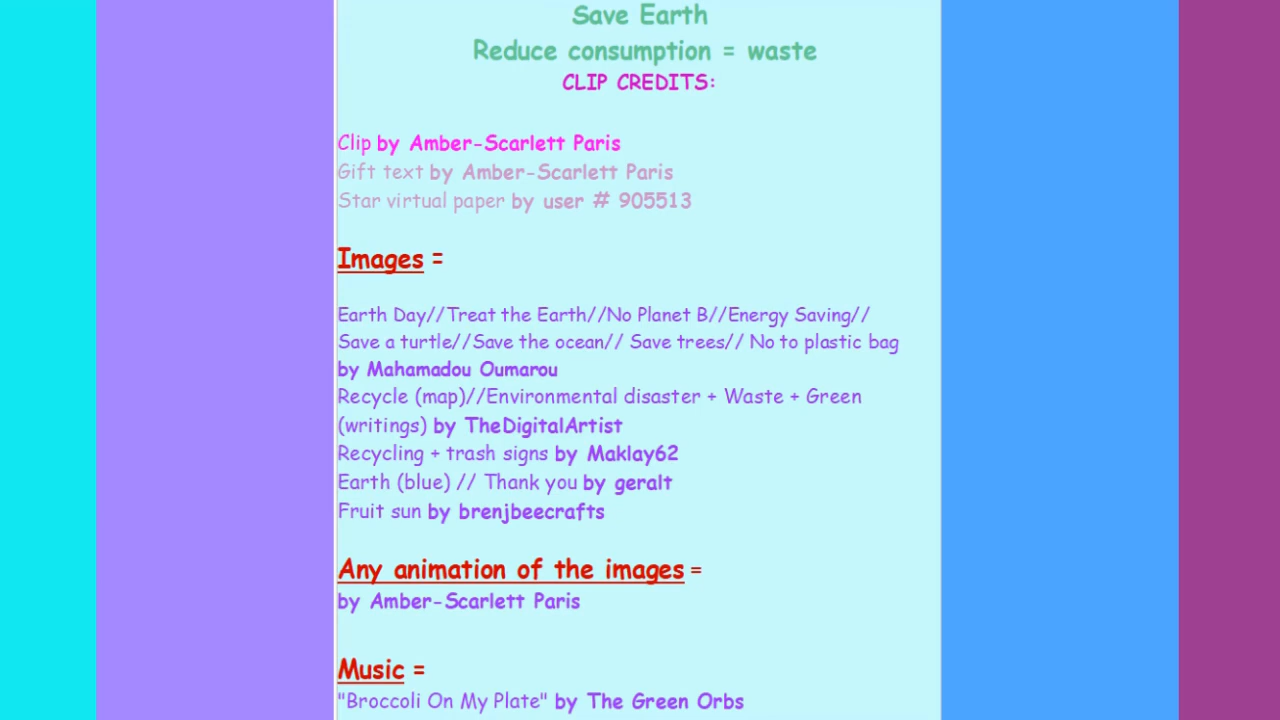 Save Earth
Reduce consumption = waste
CLIP CREDITS:
Clip by Amber-Scarlett Paris
Gift text by Amber-Scarlett Paris
Star virtual paper by user # 905513
Images =
Earth Day//Treat the Earth//No Planet B//Energy Saving//
Save a turtle//Save the ocean// Save trees// No to plastic bag
by Mahamadou Oumarou
Recycle (map)//Environmental disaster + Waste + Green
(writings) by TheDigitalArtist
Recycling + trash signs by Maklay62
Earth (blue) // Thank you by geralt
Fruit sun by brenjbeecrafts
Any animation of the images =
by Amber-Scarlett Paris
Music =
"Broccoli On My Plate" by The Green Orbs